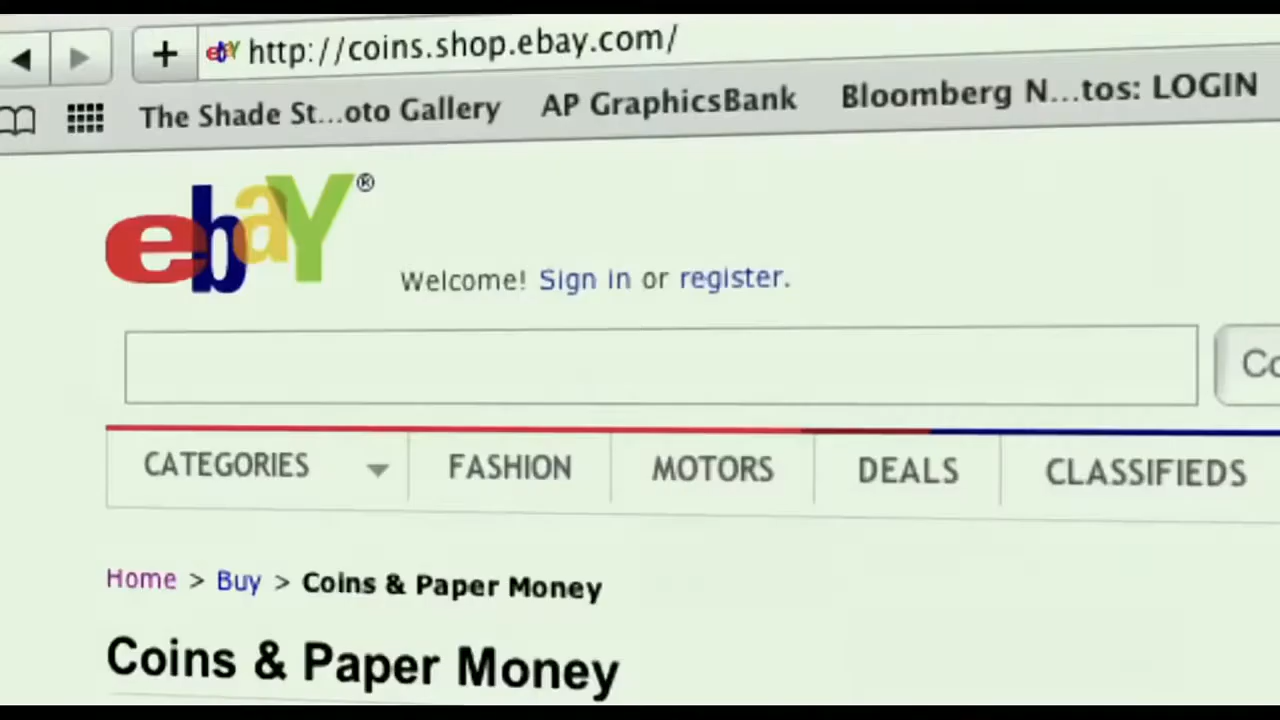 http://coins.shop.ebay.com/
The Shade St...oto Gallery AP GraphicsBank Bloomberg N...tos: LOGIN
ebaY®
Welcome! Sign in or register.
CATEGORIES FASHION MOTORS DEALS CLASSIFIEDS
Home > Buy > Coins & Paper Money
Coins & Paper Money